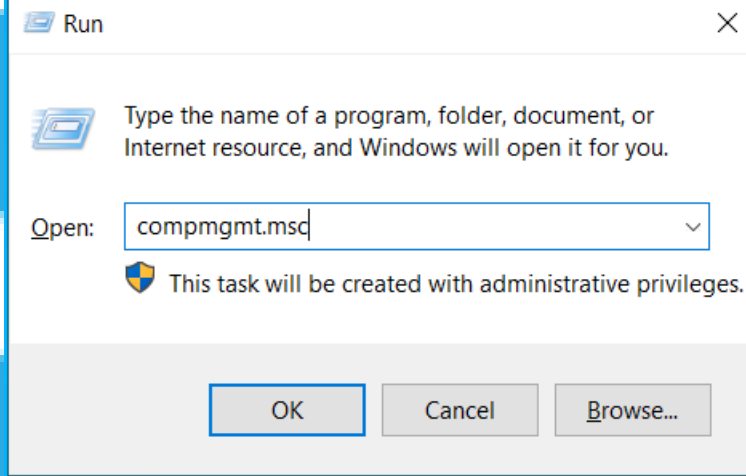 Run
Type the name of a program, folder, document, or
Internet resource, and Windows will open it for you.
Open:
compmgmt.msc
This task will be created with administrative privileges.
OK
Cancel
Browse...